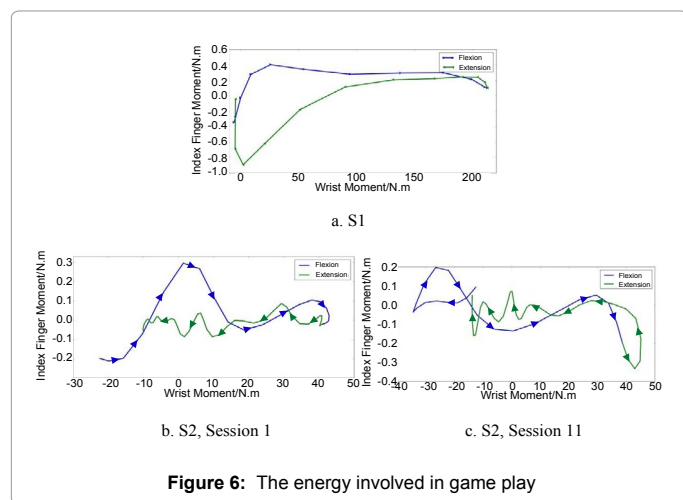 0.6
Flexion
Extension
0.4
0.2
0.0
-0.2
-0.4
-0.6
-0.8
-1.0
Index Finger Moment/N.m
0 50 100 150 200
Wrist Moment/N.m
a. S1
0.3
Flexion
Extension
0.2
0.1
0.0
-0.1
-0.2
Index Finger Moment/N.m
-30 -20 -10 0 10 20 30 40 50
Wrist Moment/N.m
b. S2, Session 1
0.2
Flexion
Extension
0.1
0.0
-0.1
-0.2
-0.3
-0.4
Index Finger Moment/N.m
-40 -30 -20 -10 0 10 20 30 40 50
Wrist Moment/N.m
c. S2, Session 11
Figure 6: The energy involved in game play